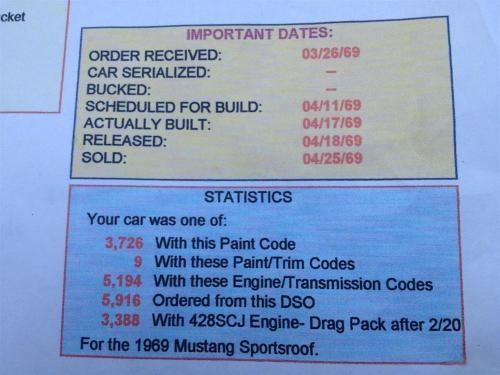 cket
IMPORTANT DATES:
ORDER RECEIVED: 03/26/69
CAR SERIALIZED: --
BUCKED: --
SCHEDULED FOR BUILD: 04/11/69
ACTUALLY BUILT: 04/17/69
RELEASED: 04/18/69
SOLD: 04/25/69
STATISTICS
Your car was one of:
3,726 With this Paint Code
9 With these Paint/Trim Codes
5,194 With these Engine/Transmission Codes
5,916 Ordered from this DSO
3,388 With 428SCJ Engine- Drag Pack after 2/20
For the 1969 Mustang Sportsroof.